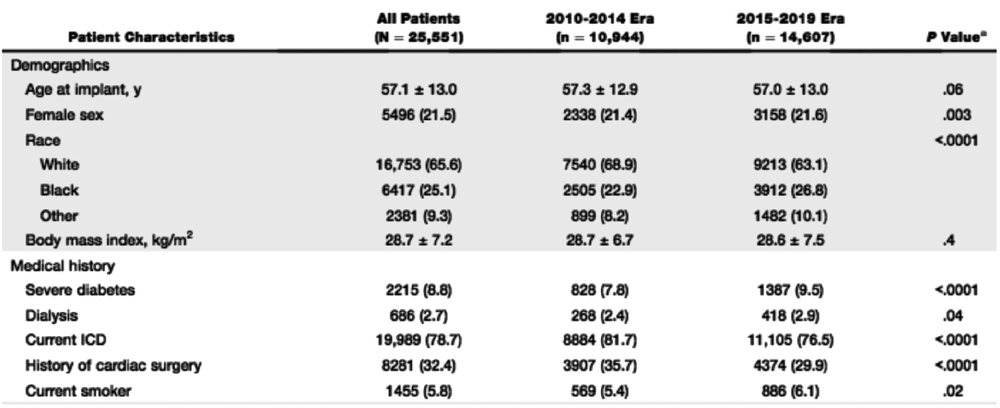 Patient Characteristics All Patients (N = 25,551) 2010-2014 Era (n = 10,944) 2015-2019 Era (n = 14,607) P Value^a
Demographics
Age at implant, y 57.1 ± 13.0 57.3 ± 12.9 57.0 ± 13.0 .06
Female sex 5496 (21.5) 2338 (21.4) 3158 (21.6) .003
Race <.0001
White 16,753 (65.6) 7540 (68.9) 9213 (63.1)
Black 6417 (25.1) 2505 (22.9) 3912 (26.8)
Other 2381 (9.3) 899 (8.2) 1482 (10.1)
Body mass index, kg/m² 28.7 ± 7.2 28.7 ± 6.7 28.6 ± 7.5 .4
Medical history
Severe diabetes 2215 (8.8) 828 (7.8) 1387 (9.5) <.0001
Dialysis 686 (2.7) 268 (2.4) 418 (2.9) .04
Current ICD 19,989 (78.7) 8884 (81.7) 11,105 (76.5) <.0001
History of cardiac surgery 8281 (32.4) 3907 (35.7) 4374 (29.9) <.0001
Current smoker 1455 (5.8) 569 (5.4) 886 (6.1) .02